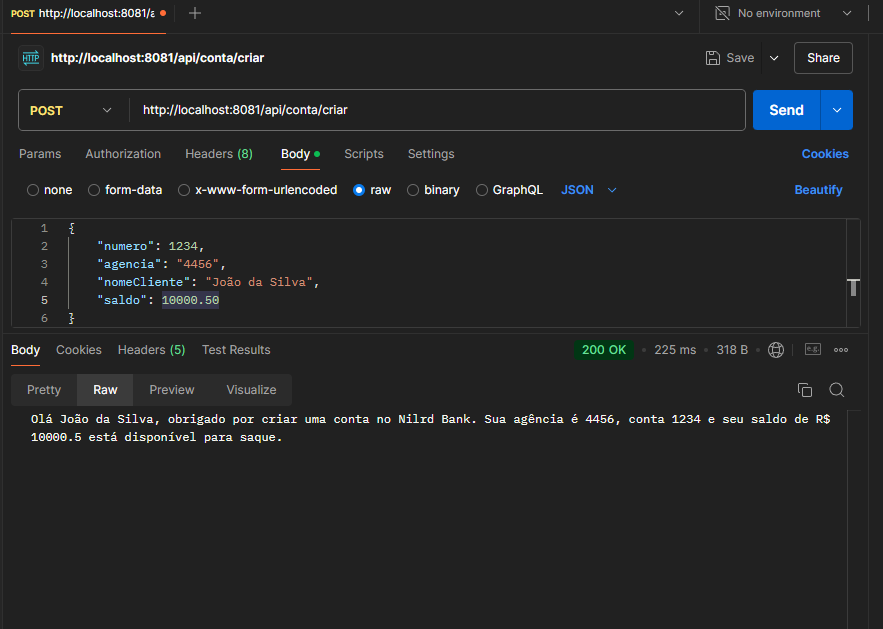 POST http://localhost:8081/a
No environment
HTTP http://localhost:8081/api/conta/criar
Save
Share
POST
http://localhost:8081/api/conta/criar
Send
Params Authorization Headers (8) Body Scripts Settings Cookies
none form-data x-www-form-urlencoded raw binary GraphQL JSON Beautify
1 {
2 "numero": 1234,
3 "agencia": "4456",
4 "nomeCliente": "João da Silva",
5 "saldo": 10000.50
6 }
Body Cookies Headers (5) Test Results 200 OK 225 ms 318 B e.g.
Pretty Raw Preview Visualize
Olá João da Silva, obrigado por criar uma conta no Nilrd Bank. Sua agência é 4456, conta 1234 e seu saldo de R$
10000.5 está disponível para saque.